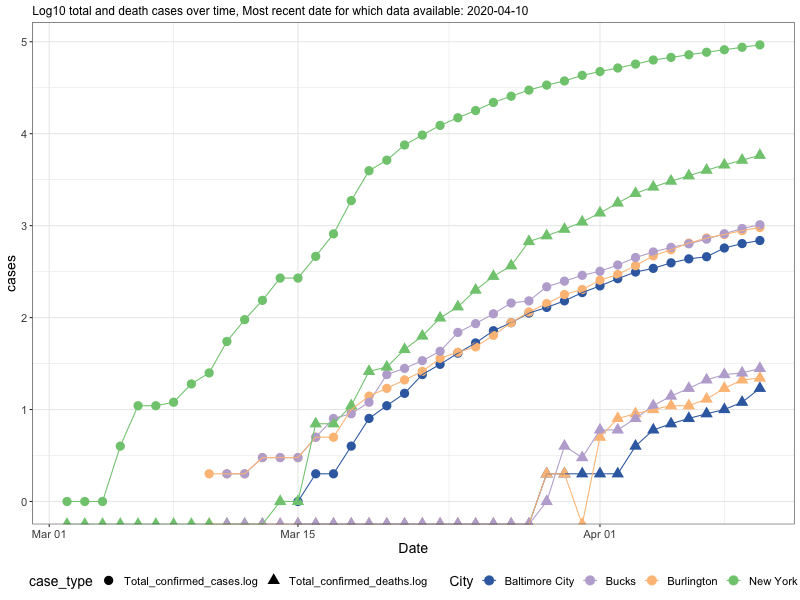 Log10 total and death cases over time, Most recent date for which data available: 2020-04-10
5
4
3
2
1
0
cases
Mar 01 Mar 15 Apr 01
Date
case_type Total_confirmed_cases.log Total_confirmed_deaths.log City Baltimore City Bucks Burlington New York